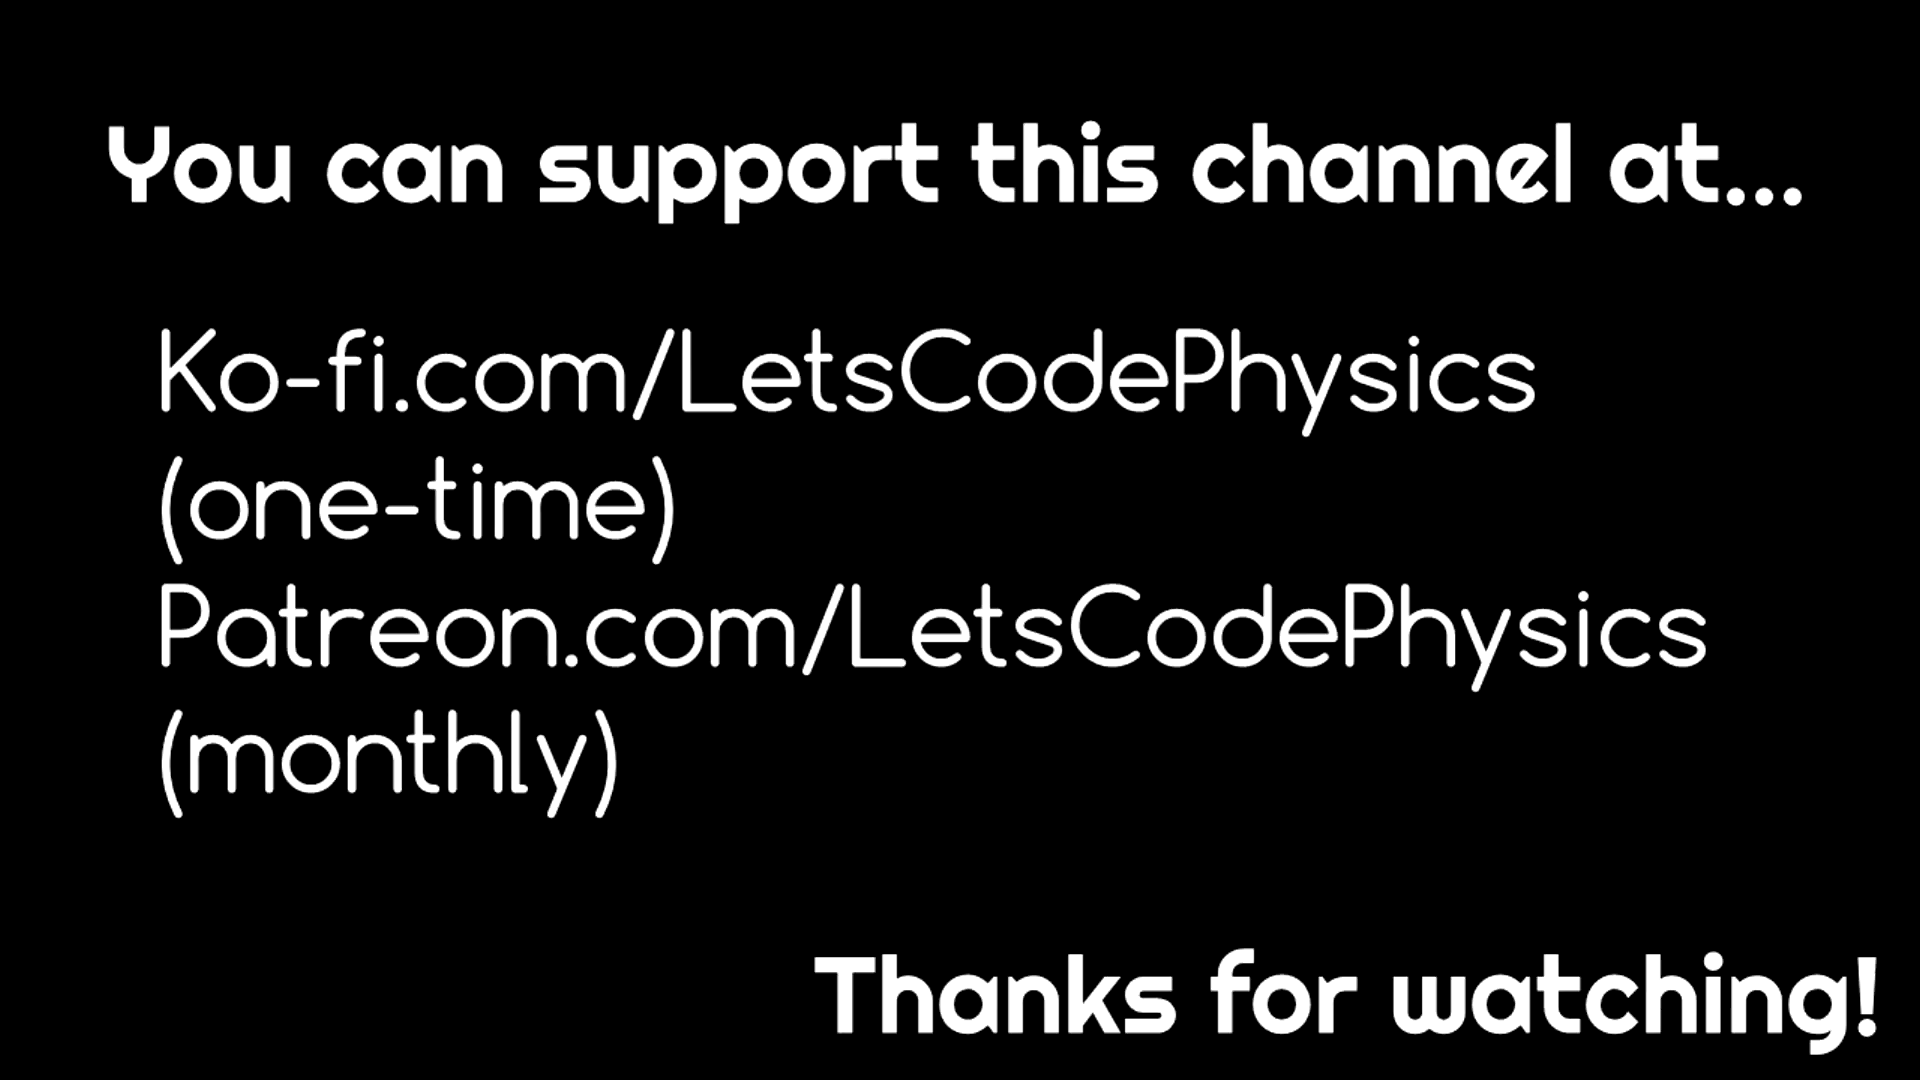 You can support this channel at...
Ko-fi.com/LetsCodePhysics
(one-time)
Patreon.com/LetsCodePhysics
(monthly)
Thanks for watching!